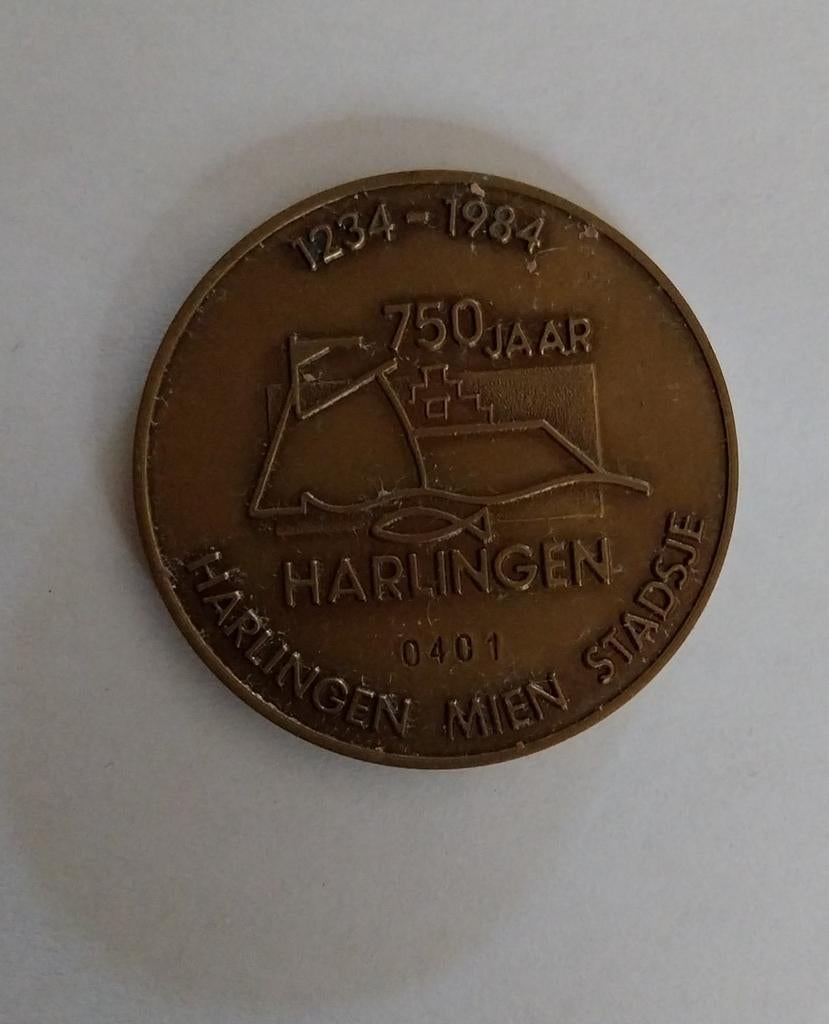 1234-1984
750 JAAR
HARLINGEN
0401
HARLINGEN MIEN STADSJE